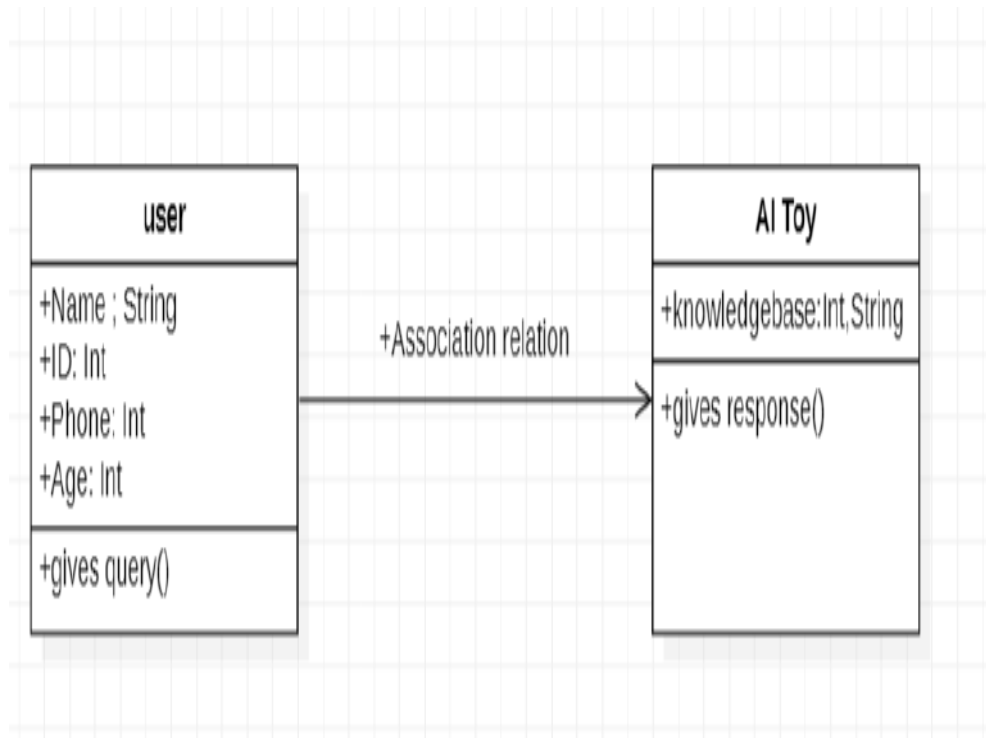 user
+Name ; String
+ID: Int
+Phone: Int
+Age: Int
+gives query()
+Association relation
AI Toy
+knowledgebase:Int,String
+gives response()